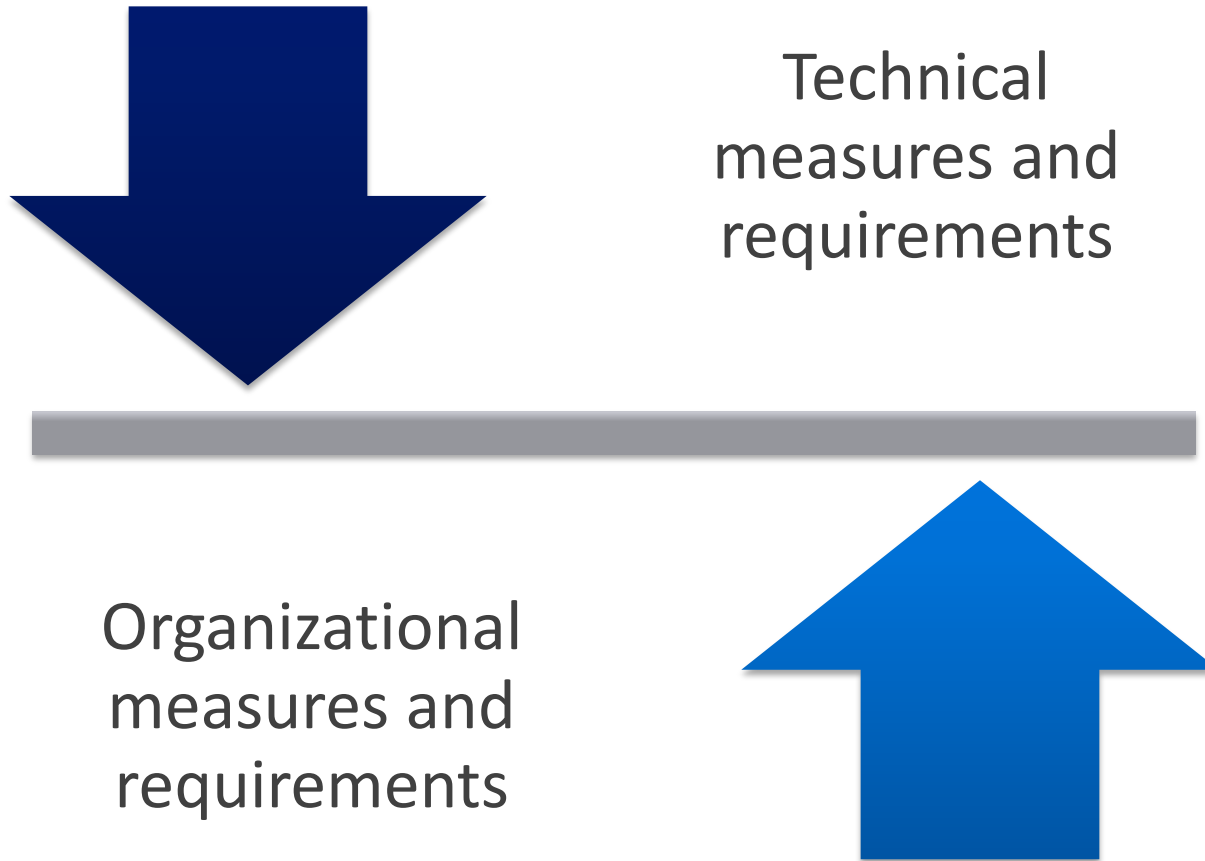 Technical
measures and
requirements
Organizational
measures and
requirements